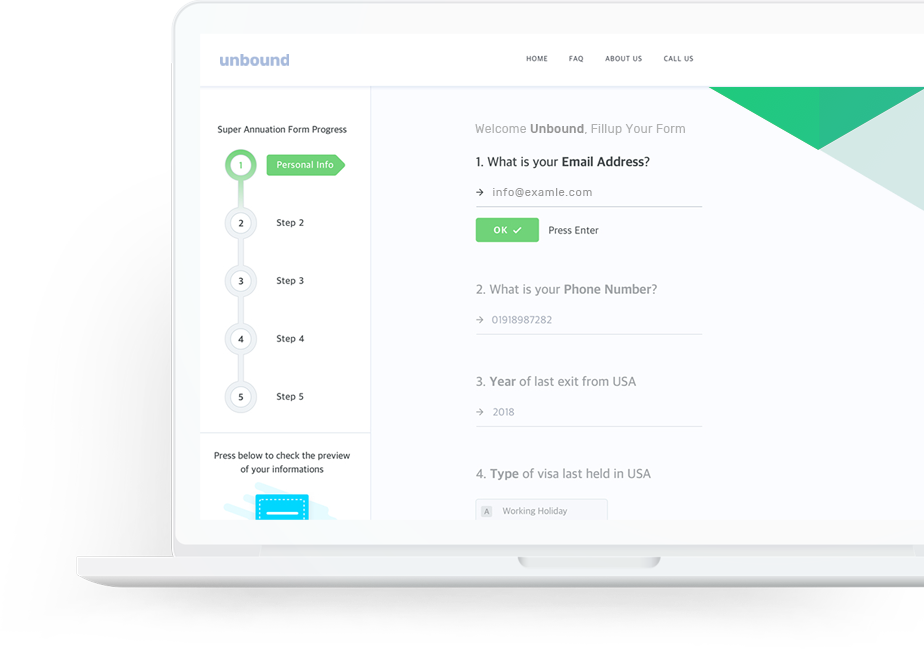 unbound
HOME FAQ ABOUT US CALL US
Super Annuation Form Progress
1 Personal Info
2 Step 2
3 Step 3
4 Step 4
5 Step 5
Press below to check the preview
of your informations
Welcome Unbound, Fillup Your Form
1. What is your Email Address?
info@examle.com
OK Press Enter
2. What is your Phone Number?
01918987282
3. Year of last exit from USA
2018
4. Type of visa last held in USA
A Working Holiday